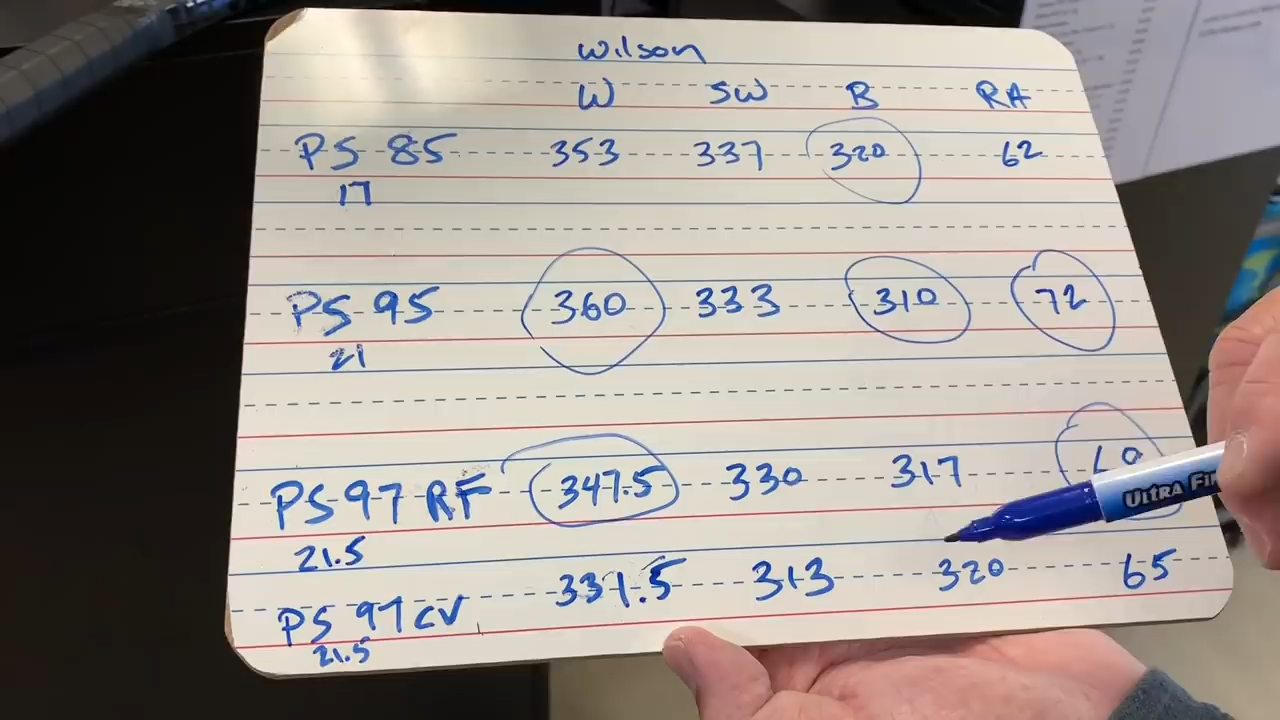 Wilson
W SW B RA
PS 85 353 337 320 62
17
PS 95 360 333 310 72
21
PS 97 RF 347.5 330 317
21.5
PS 97 CV 331.5 313 320 65
21.5
ULTRA